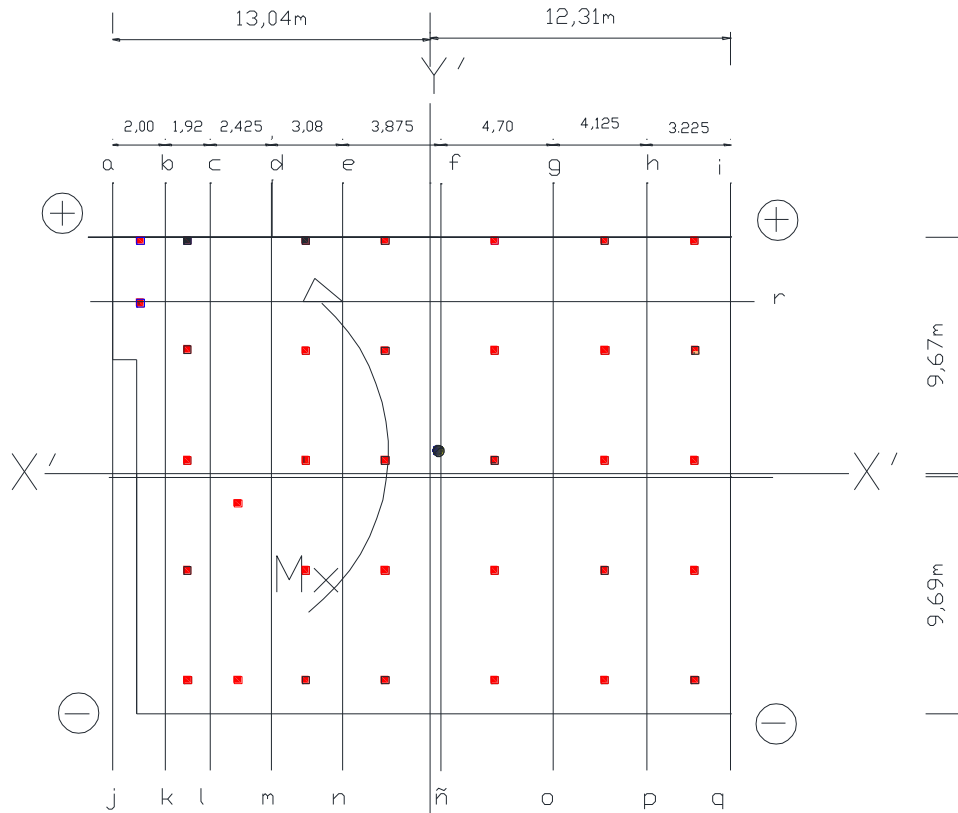 13,04m 12,31m
Y'
2,00 1,92 2,425 3,08 3,875 4,70 4,125 3.225
a b c d e f g h i
+ +
r
9,67m
X' X'
Mx
9,69m
- -
j k l m n ñ o p q